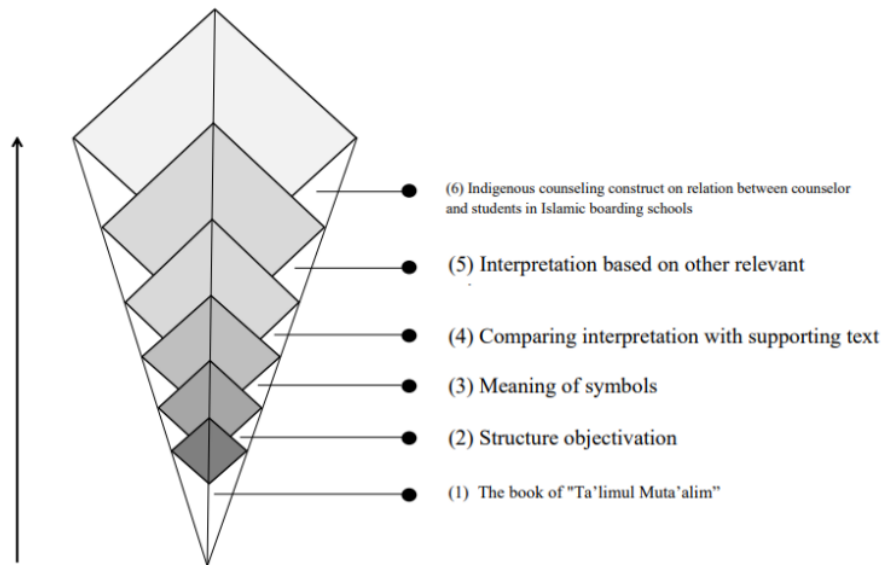 (6) Indigenous counseling construct on relation between counselor
and students in Islamic boarding schools
(5) Interpretation based on other relevant
(4) Comparing interpretation with supporting text
(3) Meaning of symbols
(2) Structure objectivation
(1) The book of "Ta’limul Muta’alim”